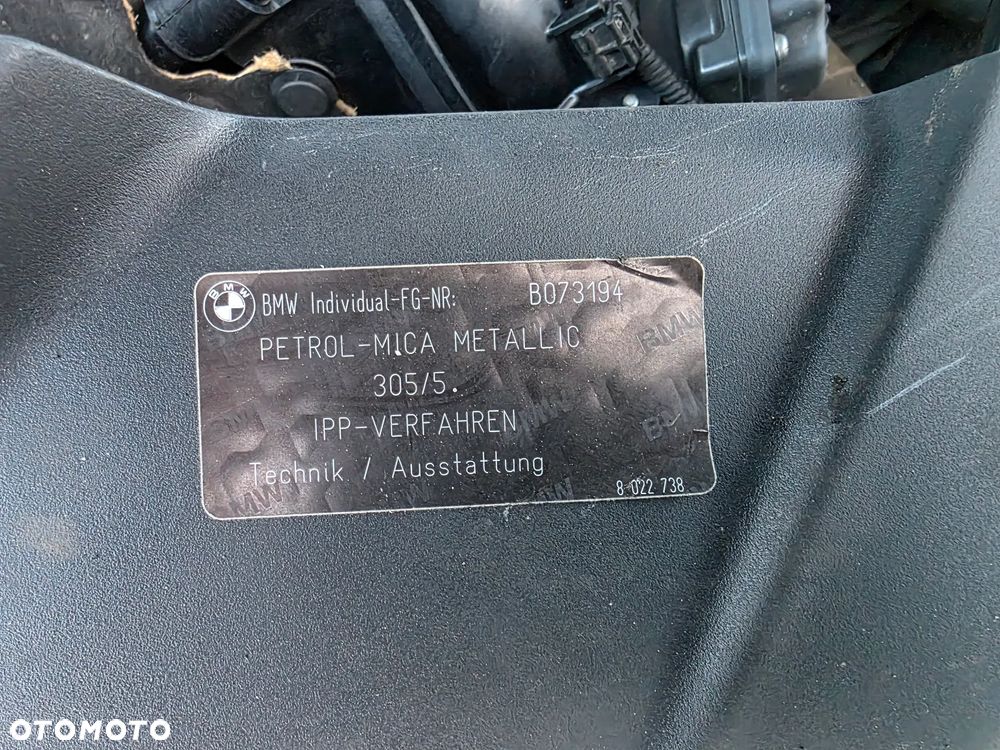 BMW Individual-FG-NR: B073194
PETROL-MICA METALLIC
305/5.
IPP-VERFAHREN
Technik / Ausstattung
8 022 738
OTOMOTO